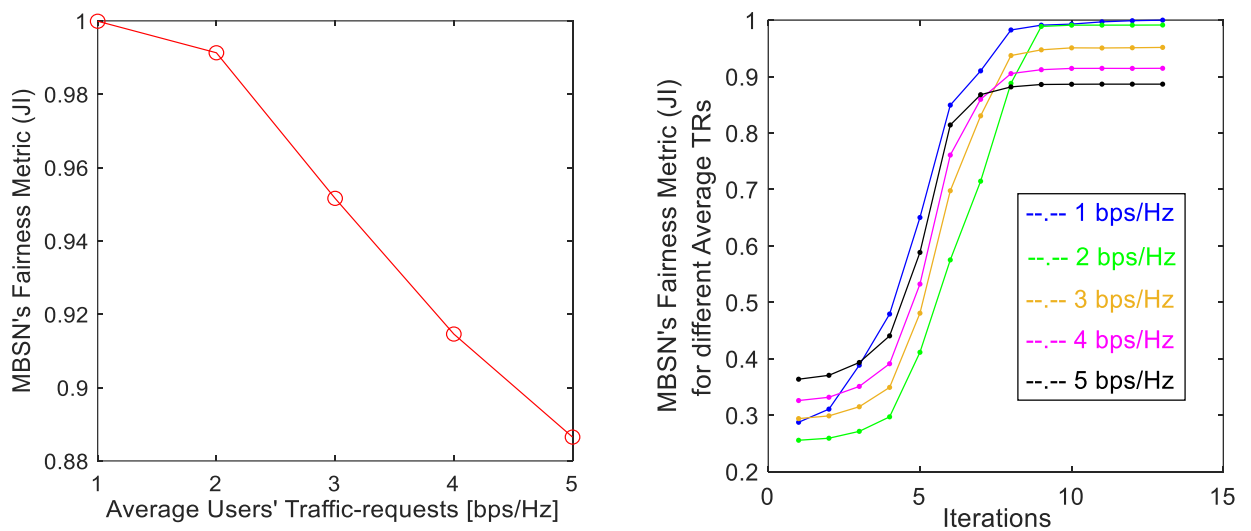 MBSN's Fairness Metric (JI)
1
0.98
0.96
0.94
0.92
0.9
0.88
1
2
3
4
5
Average Users' Traffic-requests [bps/Hz]
MBSN's Fairness Metric (JI)
for different Average TRs
1
0.9
0.8
0.7
0.6
0.5
0.4
0.3
0.2
0
5
10
15
Iterations
--.-- 1 bps/Hz
--.-- 2 bps/Hz
--.-- 3 bps/Hz
--.-- 4 bps/Hz
--.-- 5 bps/Hz